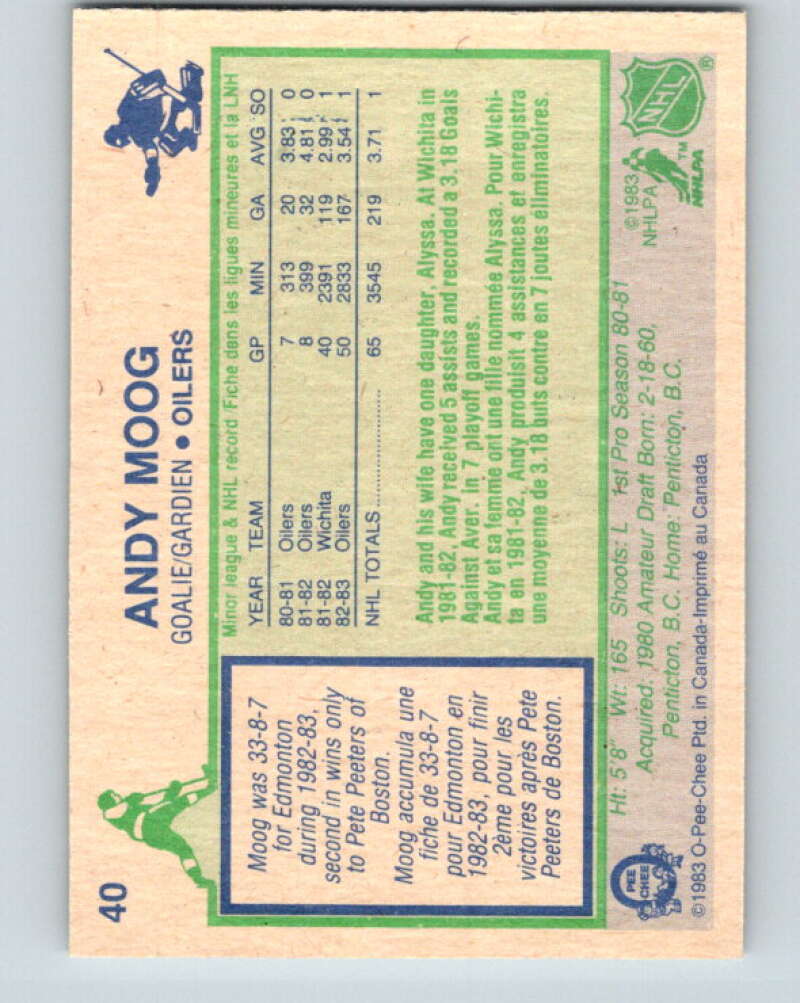 40
ANDY MOOG
GOALIE/GARDIEN • OILERS
Moog was 33-8-7
for Edmonton
during 1982-83,
second in wins only
to Pete Peeters of
Boston.
Moog accumula une
fiche de 33-8-7
pour Edmonton en
1982-83, pour finir
2ème pour les
victoires après Pete
Peeters de Boston.
Minor league & NHL record / Fiche dens les ligues mineures et la LNH
YEAR TEAM GP MIN GA AVG SO
80-81 Oilers 7 313 20 3.83 0
81-82 Oilers 8 399 32 4.81 0
81-82 Wichita 40 2391 119 2.99 1
82-83 Oilers 50 2833 167 3.54 1
NHL TOTALS 65 3545 219 3.71 1
Andy and his wife have one daughter, Alyssa. At Wichita in
1981-82, Andy received 5 assists and recorded a 3.18 Goals
Against Aver. in 7 playoff games.
Andy et sa femme ont une fille nommée Alyssa. Pour Wichi-
ta en 1981-82, Andy produisit 4 assistances et enregistra
une moyenne de 3.18 buts contre en 7 joutes éliminatoires.
Ht: 5'8" Wt: 165 Shoots: L 1st Pro Season 80-81
Acquired: 1980 Amateur Draft Born: 2-18-60,
Penticton, B.C. Home: Penticton, B.C.
©1983
NHLPA
NHLPA™
NHL®
O
PEE
CHEE
©1983 O-Pee-Chee Ptd. in Canada-Imprimé au Canada